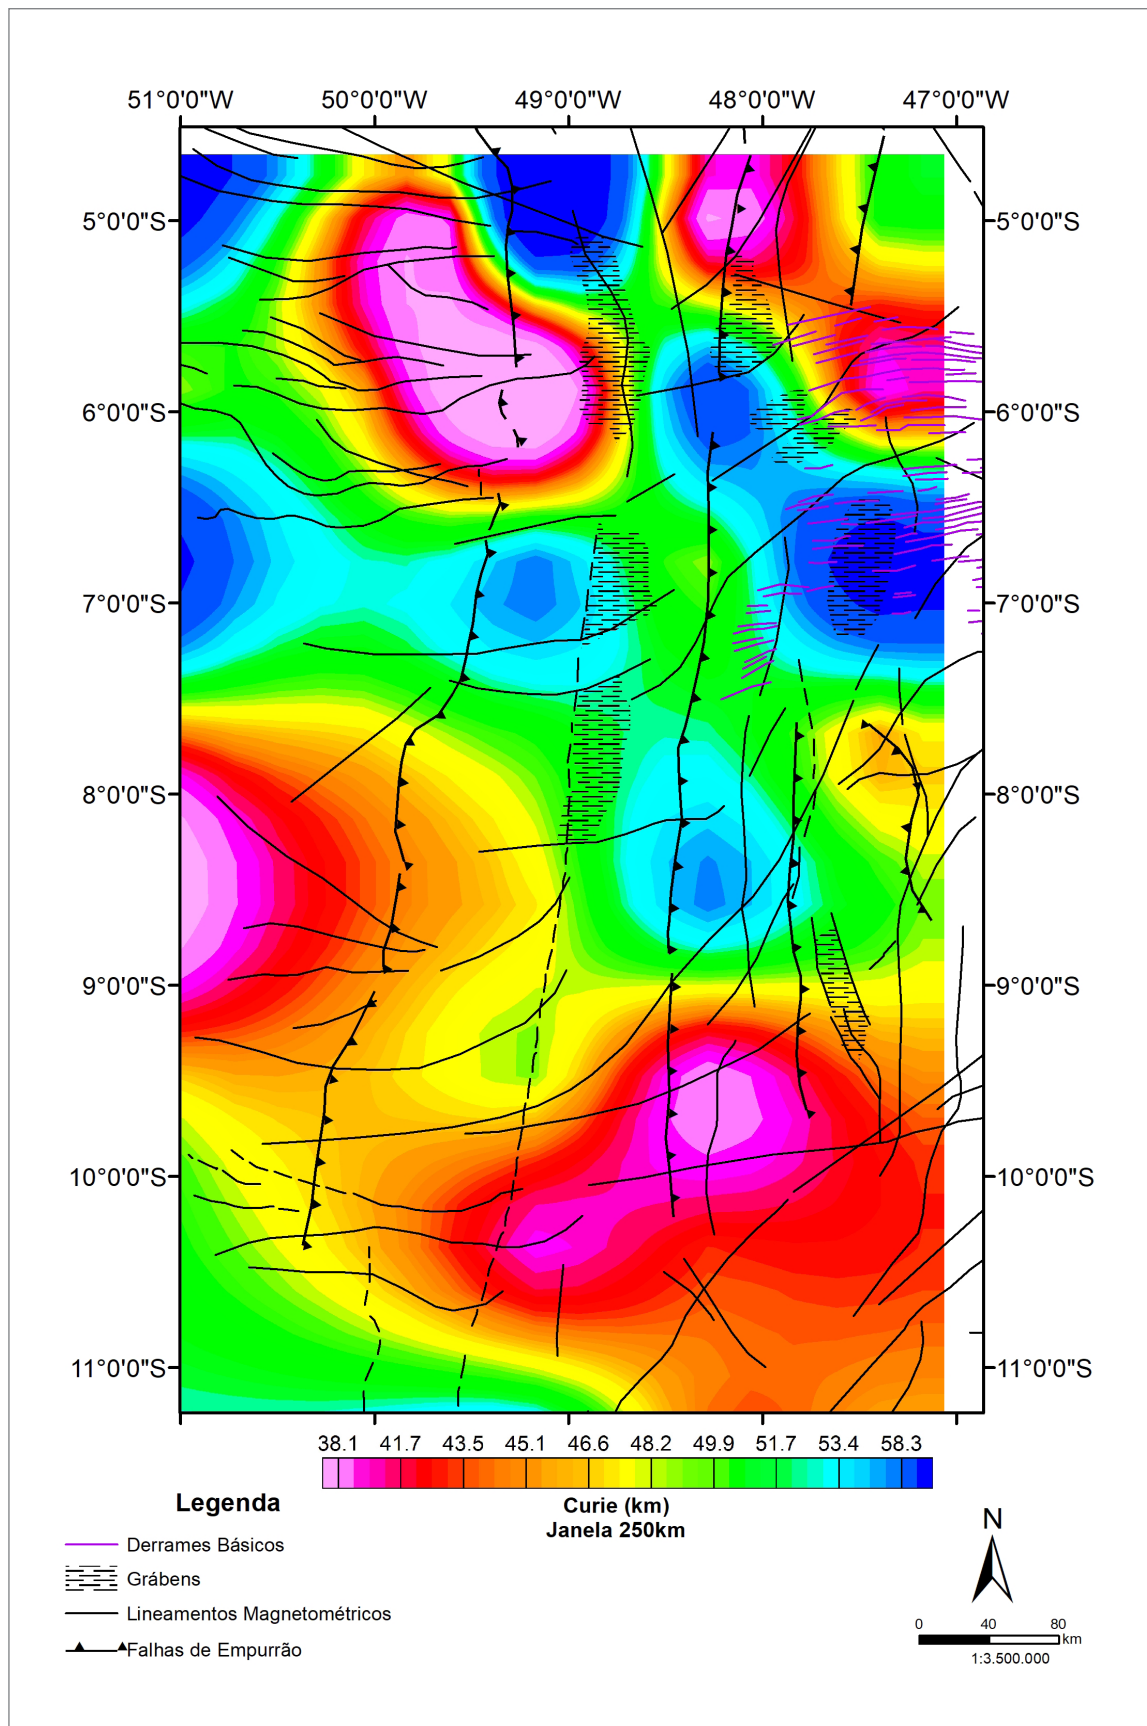 51°0'0"W 50°0'0"W 49°0'0"W 48°0'0"W 47°0'0"W
5°0'0"S 5°0'0"S
6°0'0"S 6°0'0"S
7°0'0"S 7°0'0"S
8°0'0"S 8°0'0"S
9°0'0"S 9°0'0"S
10°0'0"S 10°0'0"S
11°0'0"S 11°0'0"S
38.1 41.7 43.5 45.1 46.6 48.2 49.9 51.7 53.4 58.3
Curie (km)
Janela 250km
Legenda
Derrames Básicos
Grábens
Lineamentos Magnetométricos
Falhas de Empurrão
N
0 40 80
km
1:3.500.000